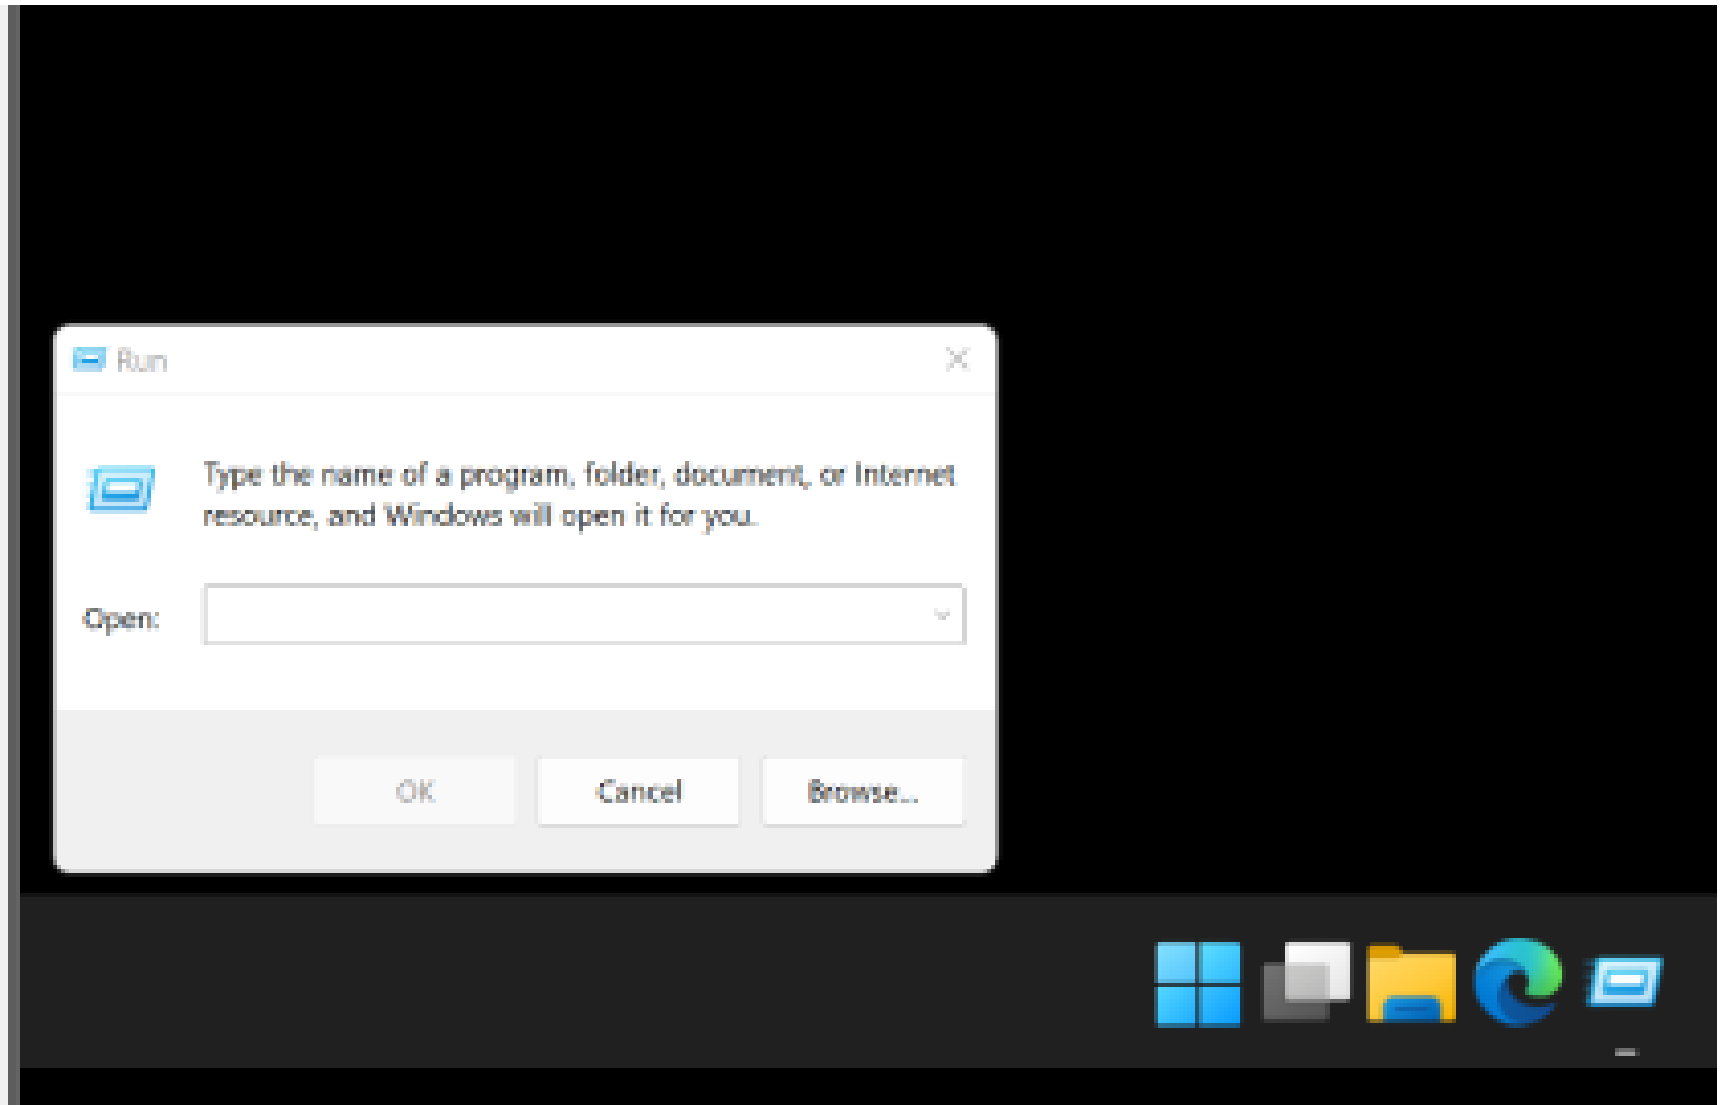 Run
Type the name of a program, folder, document, or Internet
resource, and Windows will open it for you.
Open:
OK
Cancel
Browse...